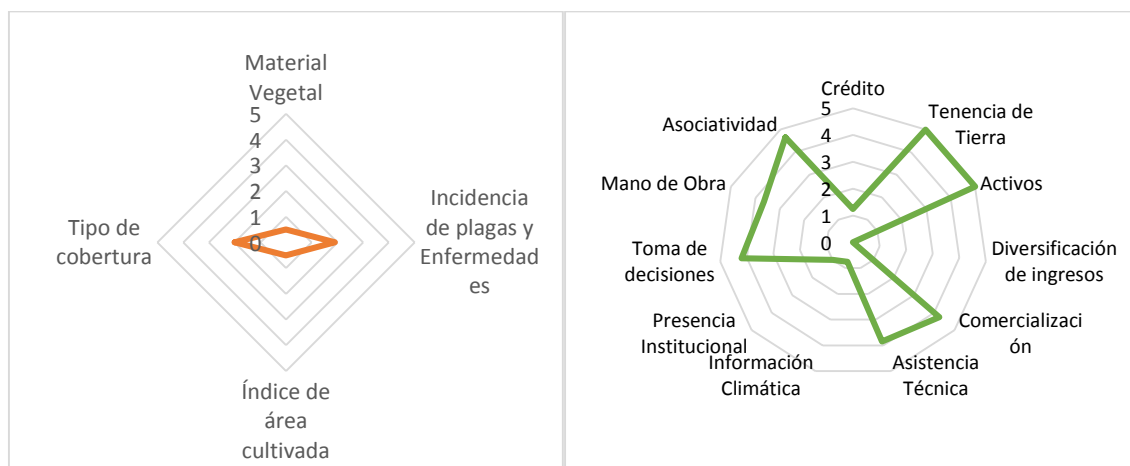 Material
Vegetal
5
4
3
2
1
0
Incidencia
de plagas y
Enfermedad
es
Índice de
área
cultivada
Tipo de
cobertura
Crédito
5
4
3
2
1
0
Tenencia de
Tierra
Activos
Diversificación
de ingresos
Comercializaci
ón
Asistencia
Técnica
Información
Climática
Presencia
Institucional
Toma de
decisiones
Mano de Obra
Asociatividad